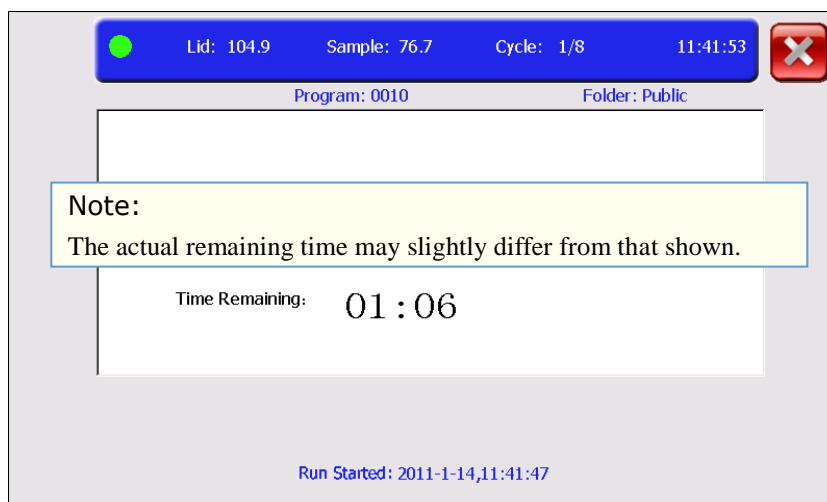 Lid: 104.9 Sample: 76.7 Cycle: 1/8 11:41:53
Program: 0010 Folder: Public
Note:
The actual remaining time may slightly differ from that shown.
Time Remaining: 01:06
Run Started: 2011-1-14,11:41:47